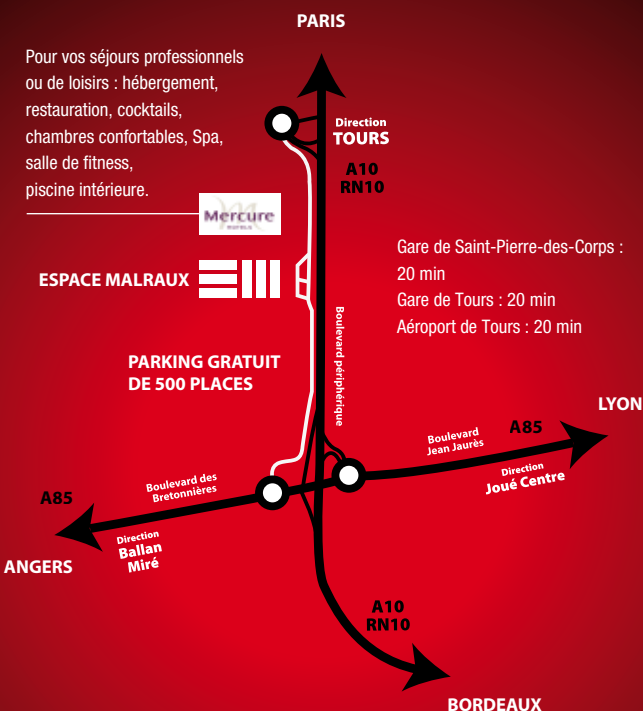 PARIS
Pour vos séjours professionnels
ou de loisirs : hébergement,
restauration, cocktails,
chambres confortables, Spa,
salle de fitness,
piscine intérieure.
Direction
TOURS
A10
RN10
Mercure
HOTELS
ESPACE MALRAUX
Gare de Saint-Pierre-des-Corps :
20 min
Gare de Tours : 20 min
Aéroport de Tours : 20 min
Boulevard périphérique
PARKING GRATUIT
DE 500 PLACES
LYON
A85
Boulevard
Jean Jaurès
Direction
Joué Centre
Boulevard des
Bretonnières
A85
Direction
Ballan
Miré
ANGERS
A10
RN10
BORDEAUX